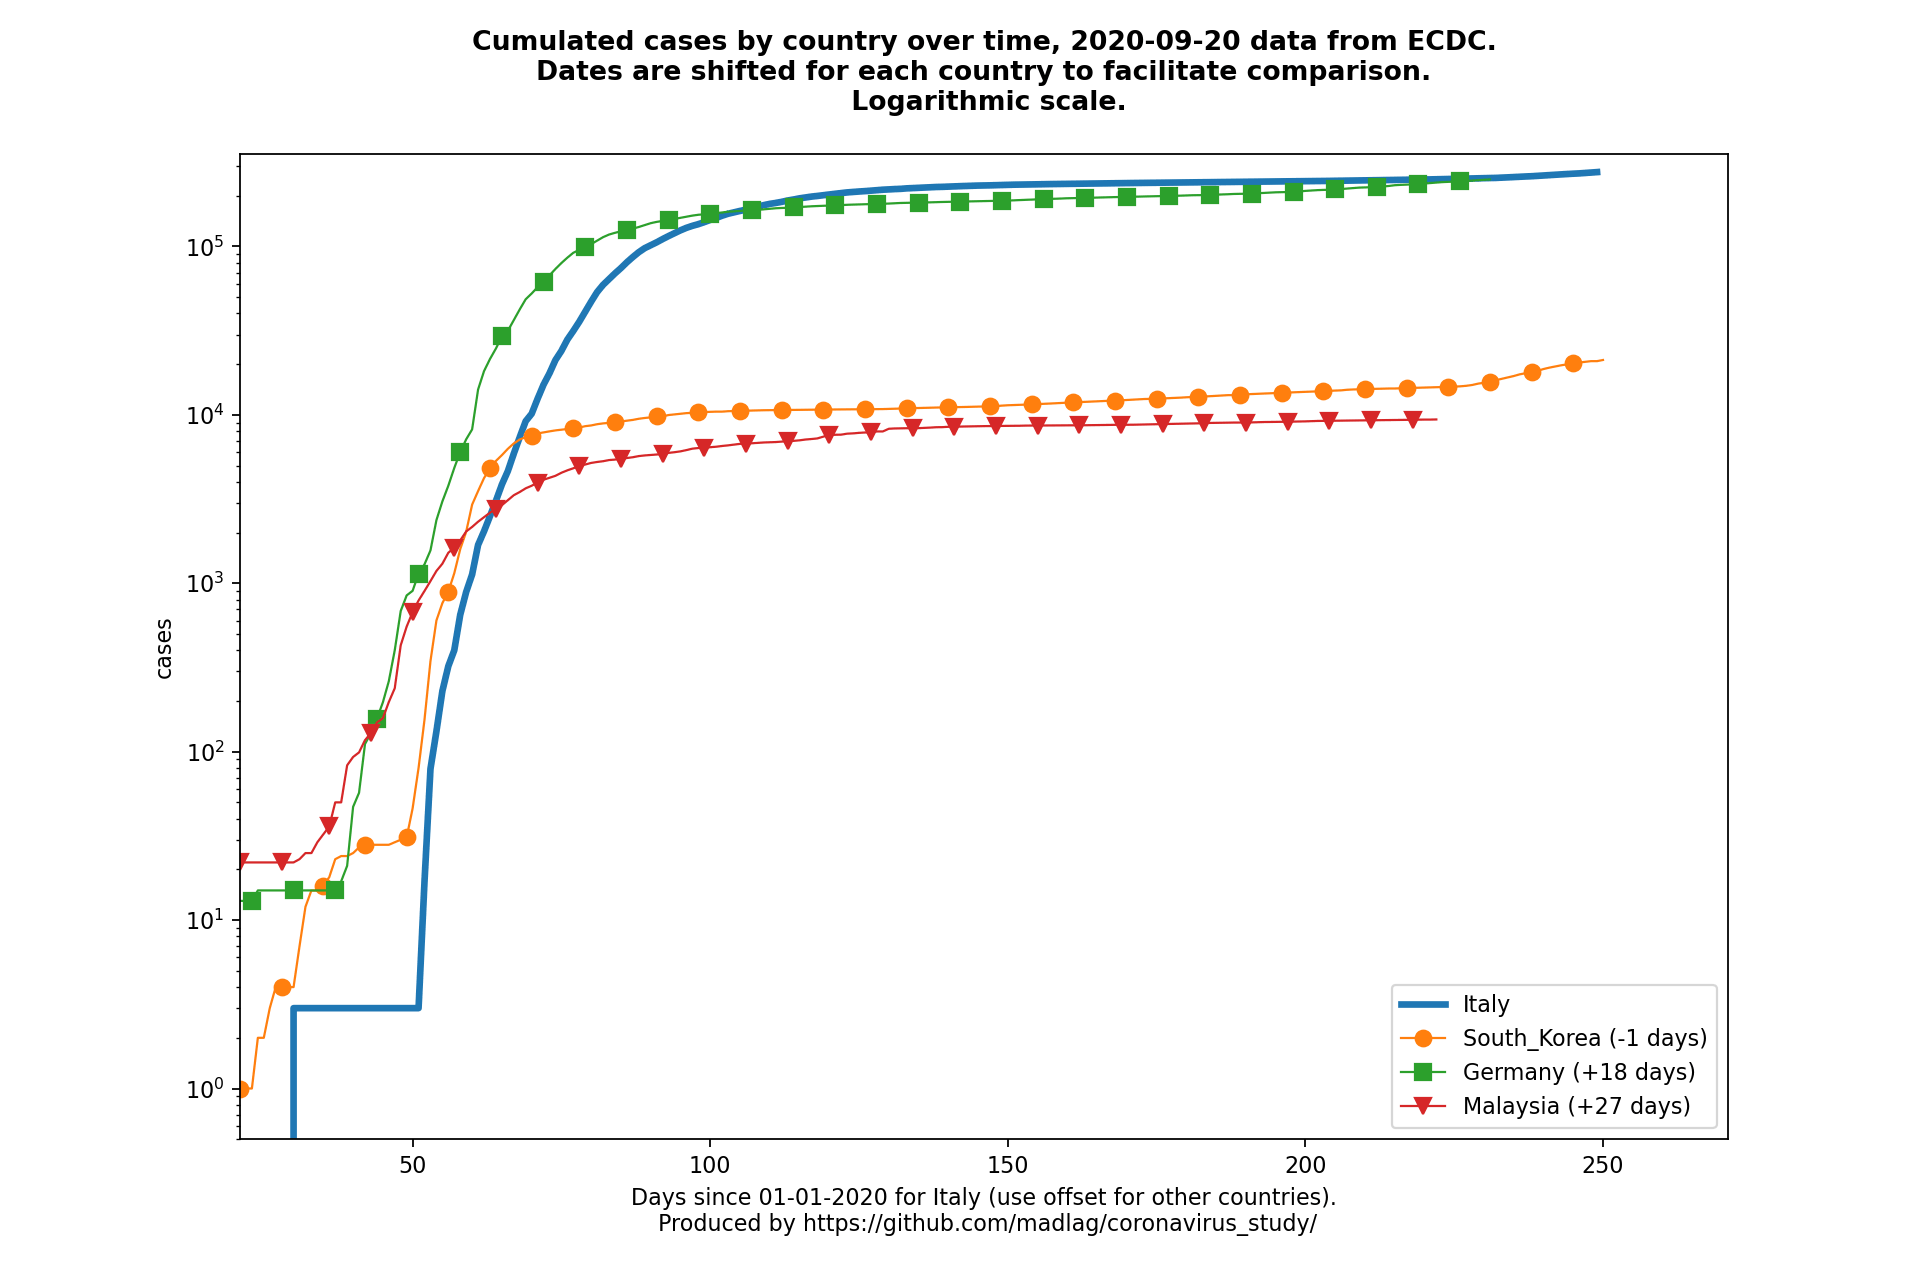 Cumulated cases by country over time, 2020-09-20 data from ECDC.
Dates are shifted for each country to facilitate comparison.
Logarithmic scale.
10^5
10^4
10^3
10^2
10^1
10^0
cases
50 100 150 200 250
Italy
South_Korea (-1 days)
Germany (+18 days)
Malaysia (+27 days)
Days since 01-01-2020 for Italy (use offset for other countries).
Produced by https://github.com/madlag/coronavirus_study/